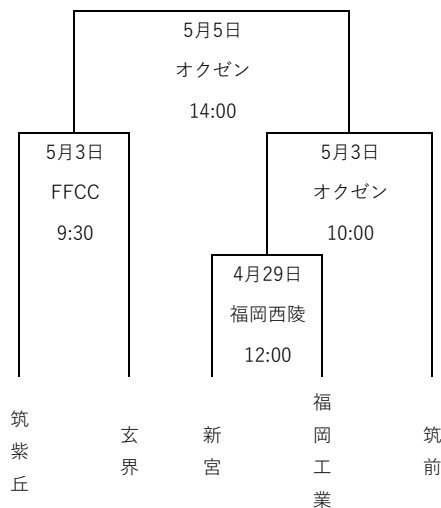 5月5日
オクゼン
14:00
5月3日
FFCC
9:30
5月3日
オクゼン
10:00
4月29日
福岡西陵
12:00
筑紫丘
玄界
新宮
福岡工業
筑前